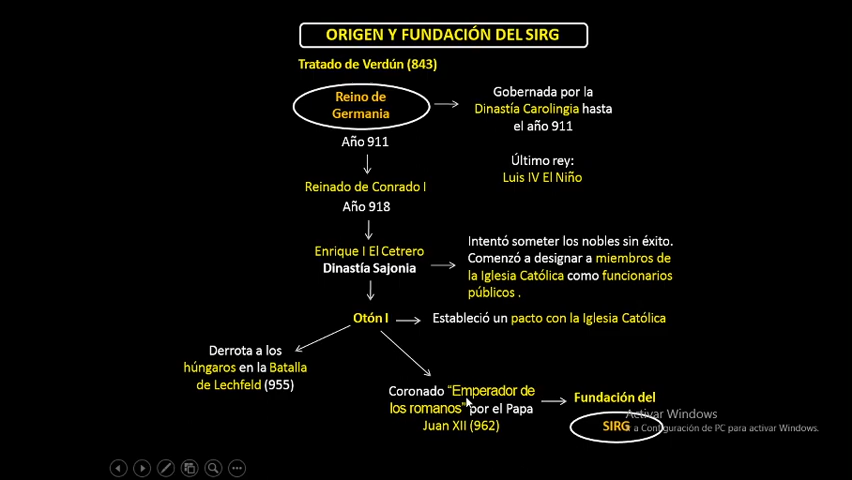 ORIGEN Y FUNDACIÓN DEL SIRG
Tratado de Verdún (843)
Reino de
Germania
Gobernada por la
Dinastía Carolingia hasta
el año 911
Año 911
Último rey:
Luis IV El Niño
Reinado de Conrado I
Año 918
Enrique I El Cetrero
Dinastía Sajonia
Intentó someter los nobles sin éxito.
Comenzó a designar a miembros de
la Iglesia Católica como funcionarios
públicos .
Otón I
Estableció un pacto con la Iglesia Católica
Derrota a los
húngaros en la Batalla
de Lechfeld (955)
Coronado “Emperador de
los romanos” por el Papa
Juan XII (962)
Fundación del
SIRG
Activar Windows
a Configuración de PC para activar Windows.